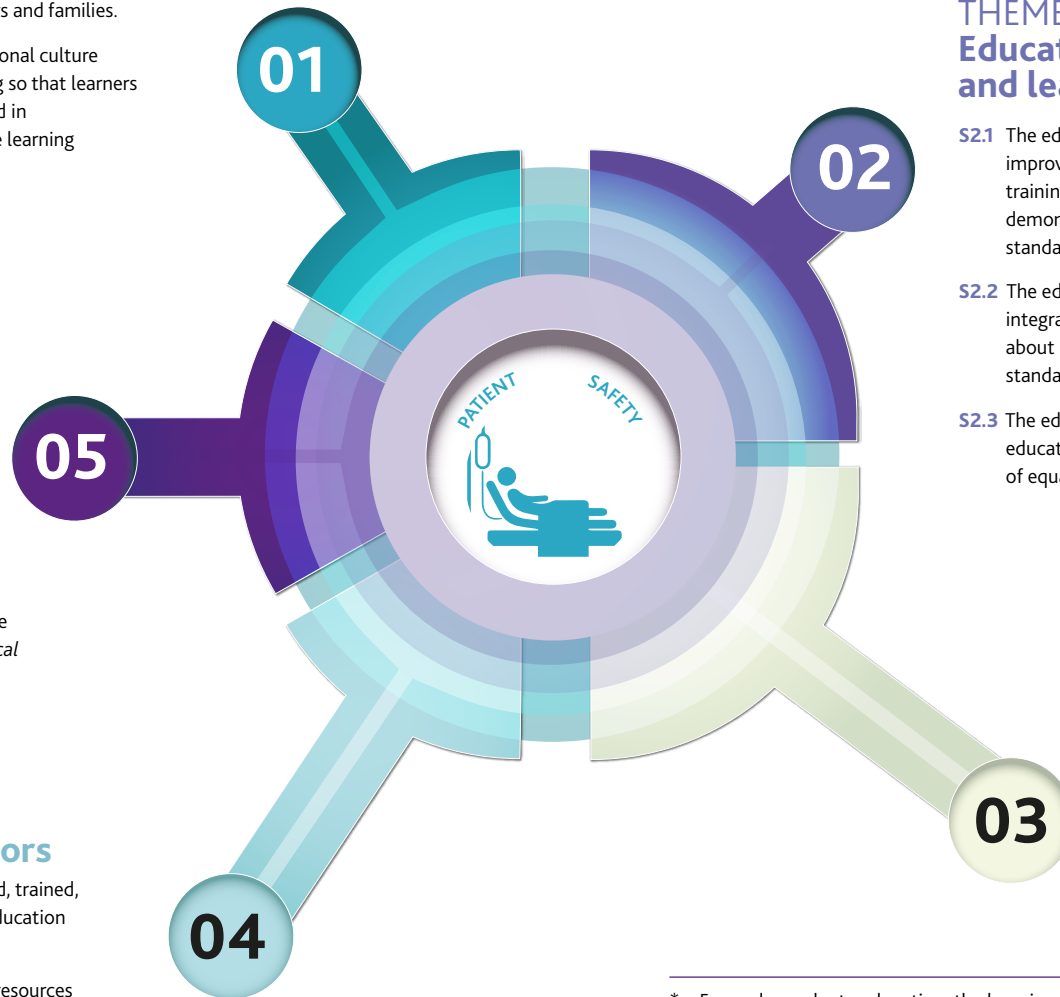 s and families.
onal culture
so that learners
d in
learning
01
THEME
Educat
and lea
02
S2.1 The ed
improv
training
demor
standa
S2.2 The ed
integra
about
standa
S2.3 The ed
educat
of equa
PATIENT SAFETY
05
e
cal
ors
d, trained,
ducation
resources
04
03